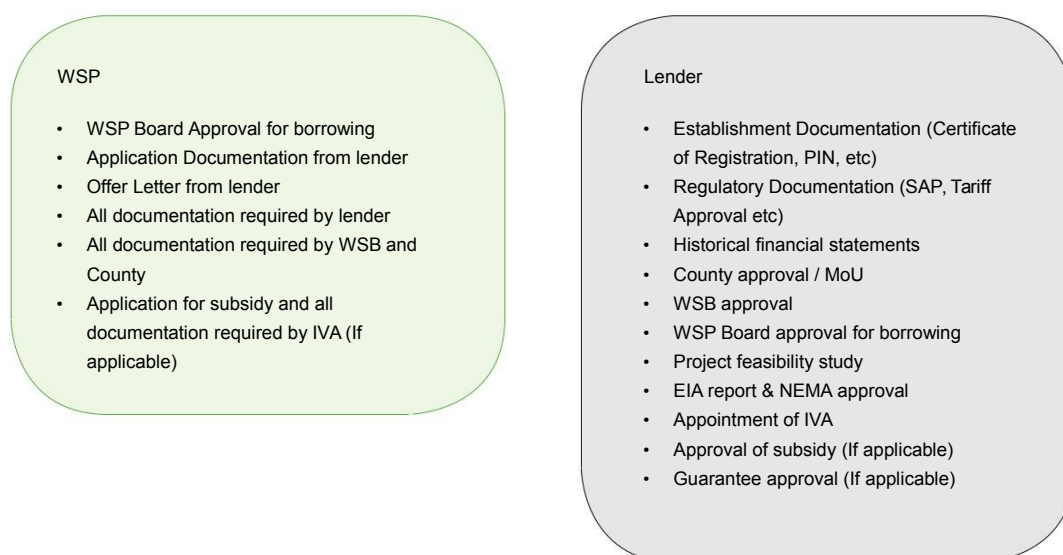 WSP
• WSP Board Approval for borrowing
• Application Documentation from lender
• Offer Letter from lender
• All documentation required by lender
• All documentation required by WSB and
County
• Application for subsidy and all
documentation required by IVA (If
applicable)
Lender
• Establishment Documentation (Certificate
of Registration, PIN, etc)
• Regulatory Documentation (SAP, Tariff
Approval etc)
• Historical financial statements
• County approval / MoU
• WSB approval
• WSP Board approval for borrowing
• Project feasibility study
• EIA report & NEMA approval
• Appointment of IVA
• Approval of subsidy (If applicable)
• Guarantee approval (If applicable)